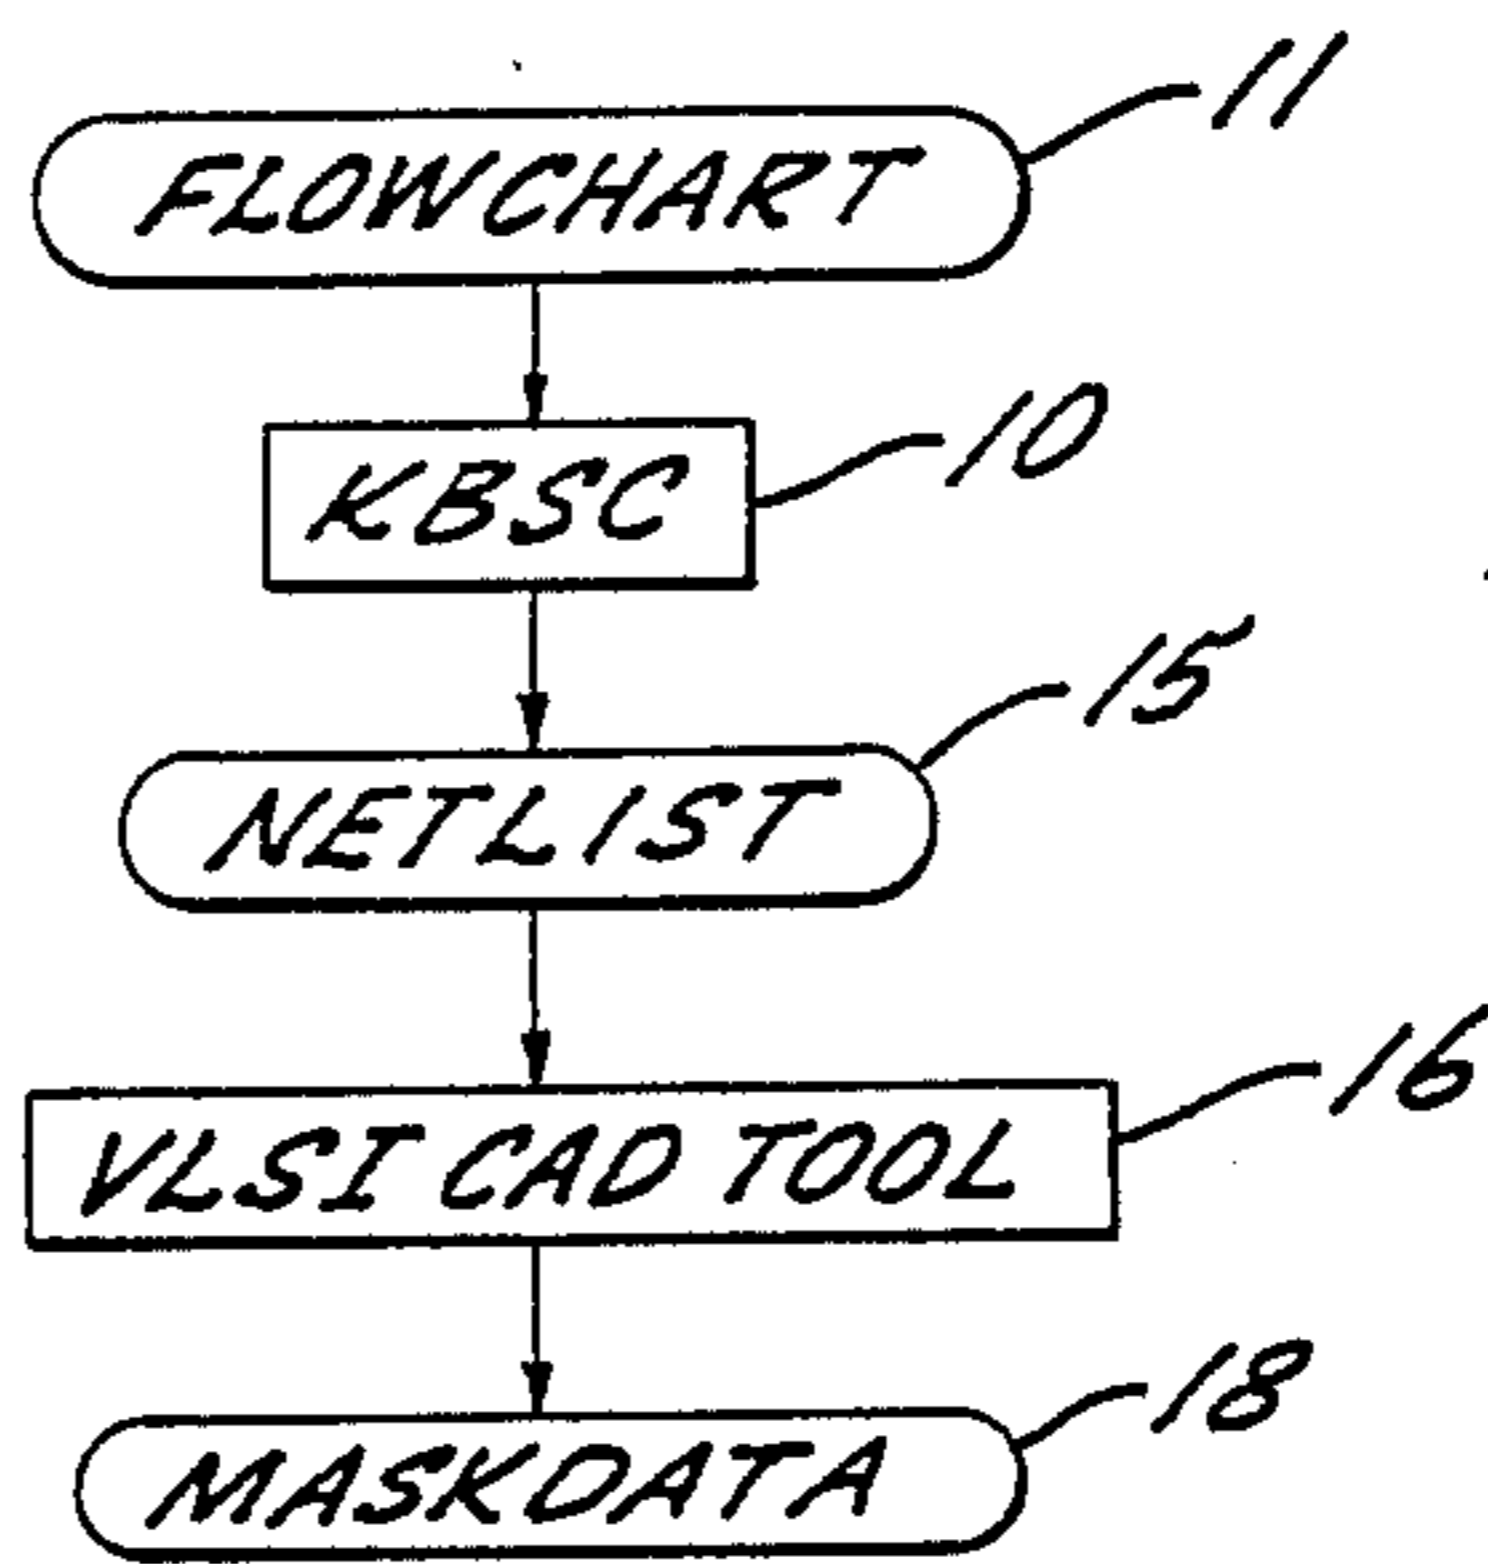 11
FLOWCHART
10
KBSC
15
NETLIST
16
VLSI CAD TOOL
18
MASKDATA